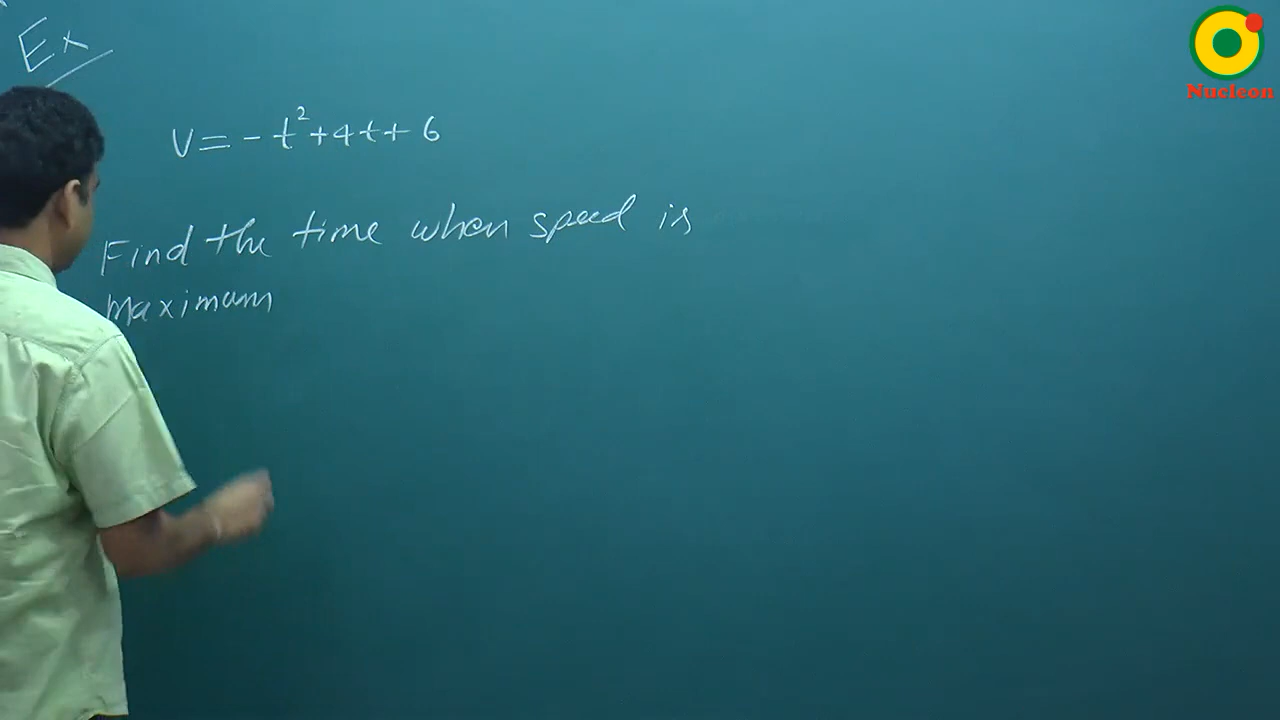 Ex
V = - t² + 4t + 6
Find the time when speed is
maximum
Nucleon